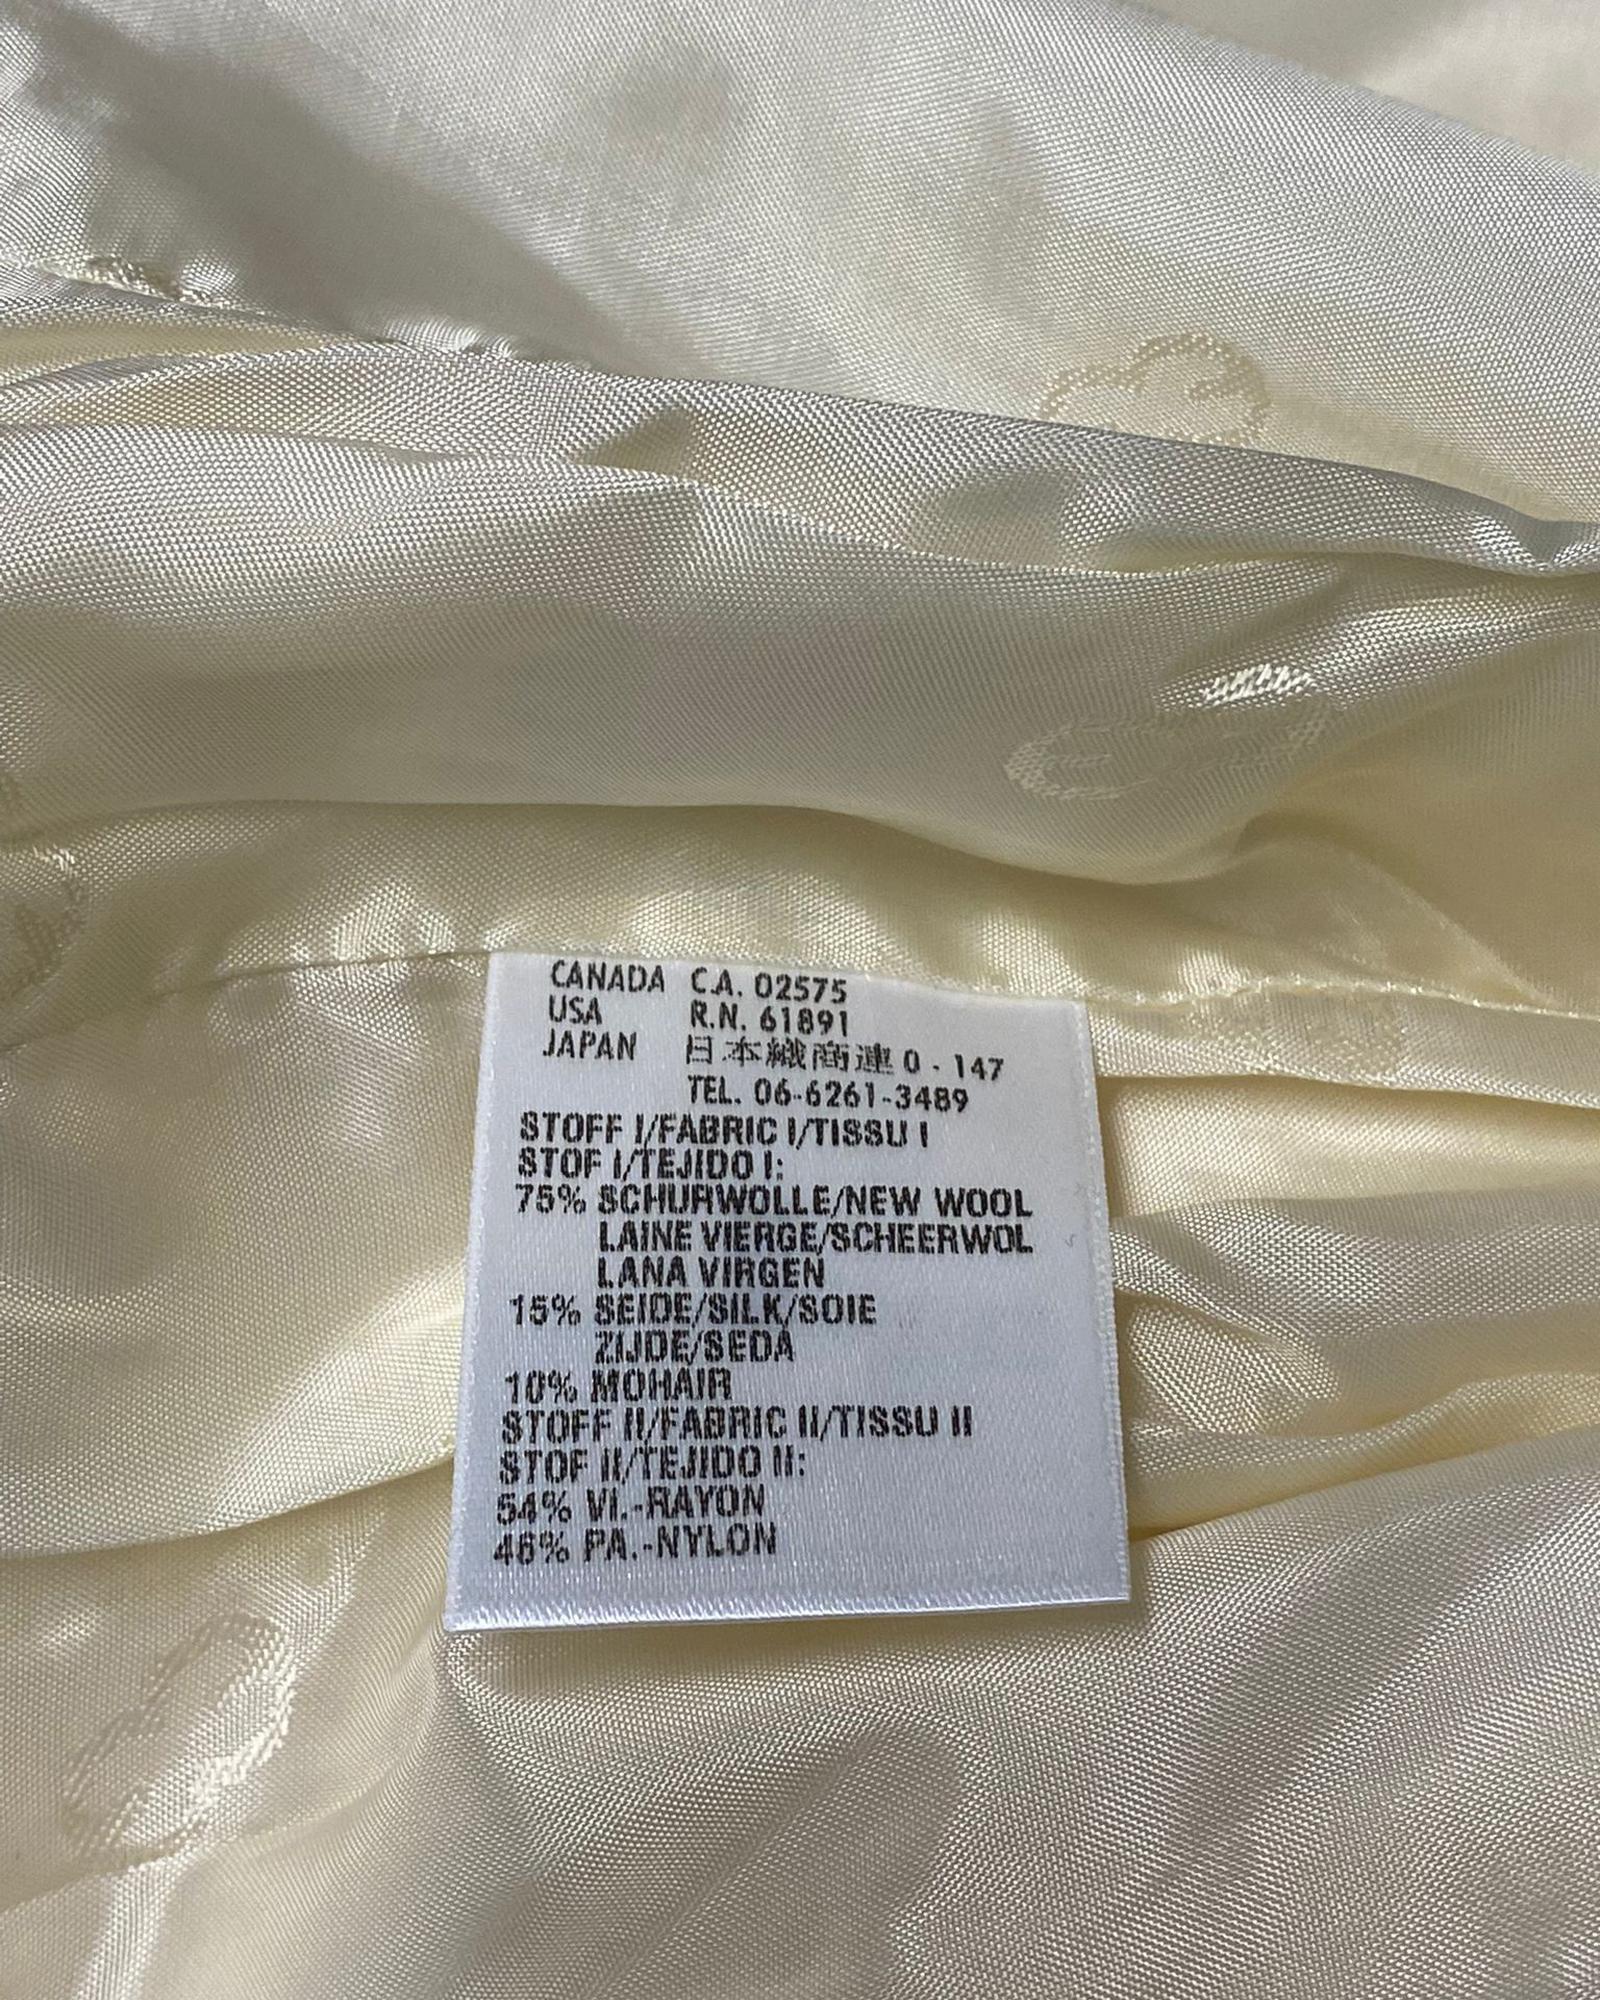 CANADA C.A. 02575
USA R.N. 61891
JAPAN 日本織商連 0-147
TEL. 06-6261-3489
STOFF I/FABRIC I/TISSU I
STOF I/TEJIDO I:
75% SCHURWOLLE/NEW WOOL
LAINE VIERGE/SCHEERWOL
LANA VIRGEN
15% SEIDE/SILK/SOIE
ZIJDE/SEDA
10% MOHAIR
STOFF II/FABRIC II/TISSU II
STOF II/TEJIDO II:
54% VI.-RAYON
46% PA.-NYLON